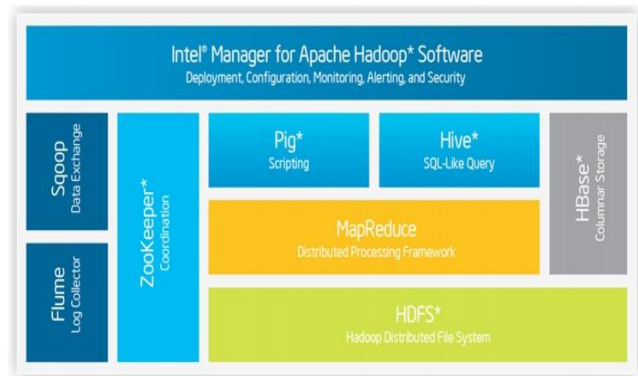 Intel® Manager for Apache Hadoop* Software
Deployment, Configuration, Monitoring, Alerting, and Security
Sqoop
Data Exchange
Flume
Log Collector
ZooKeeper*
Coordination
Pig*
Scripting
Hive*
SQL-Like Query
MapReduce
Distributed Processing Framework
HBase*
Columnar Storage
HDFS*
Hadoop Distributed File System